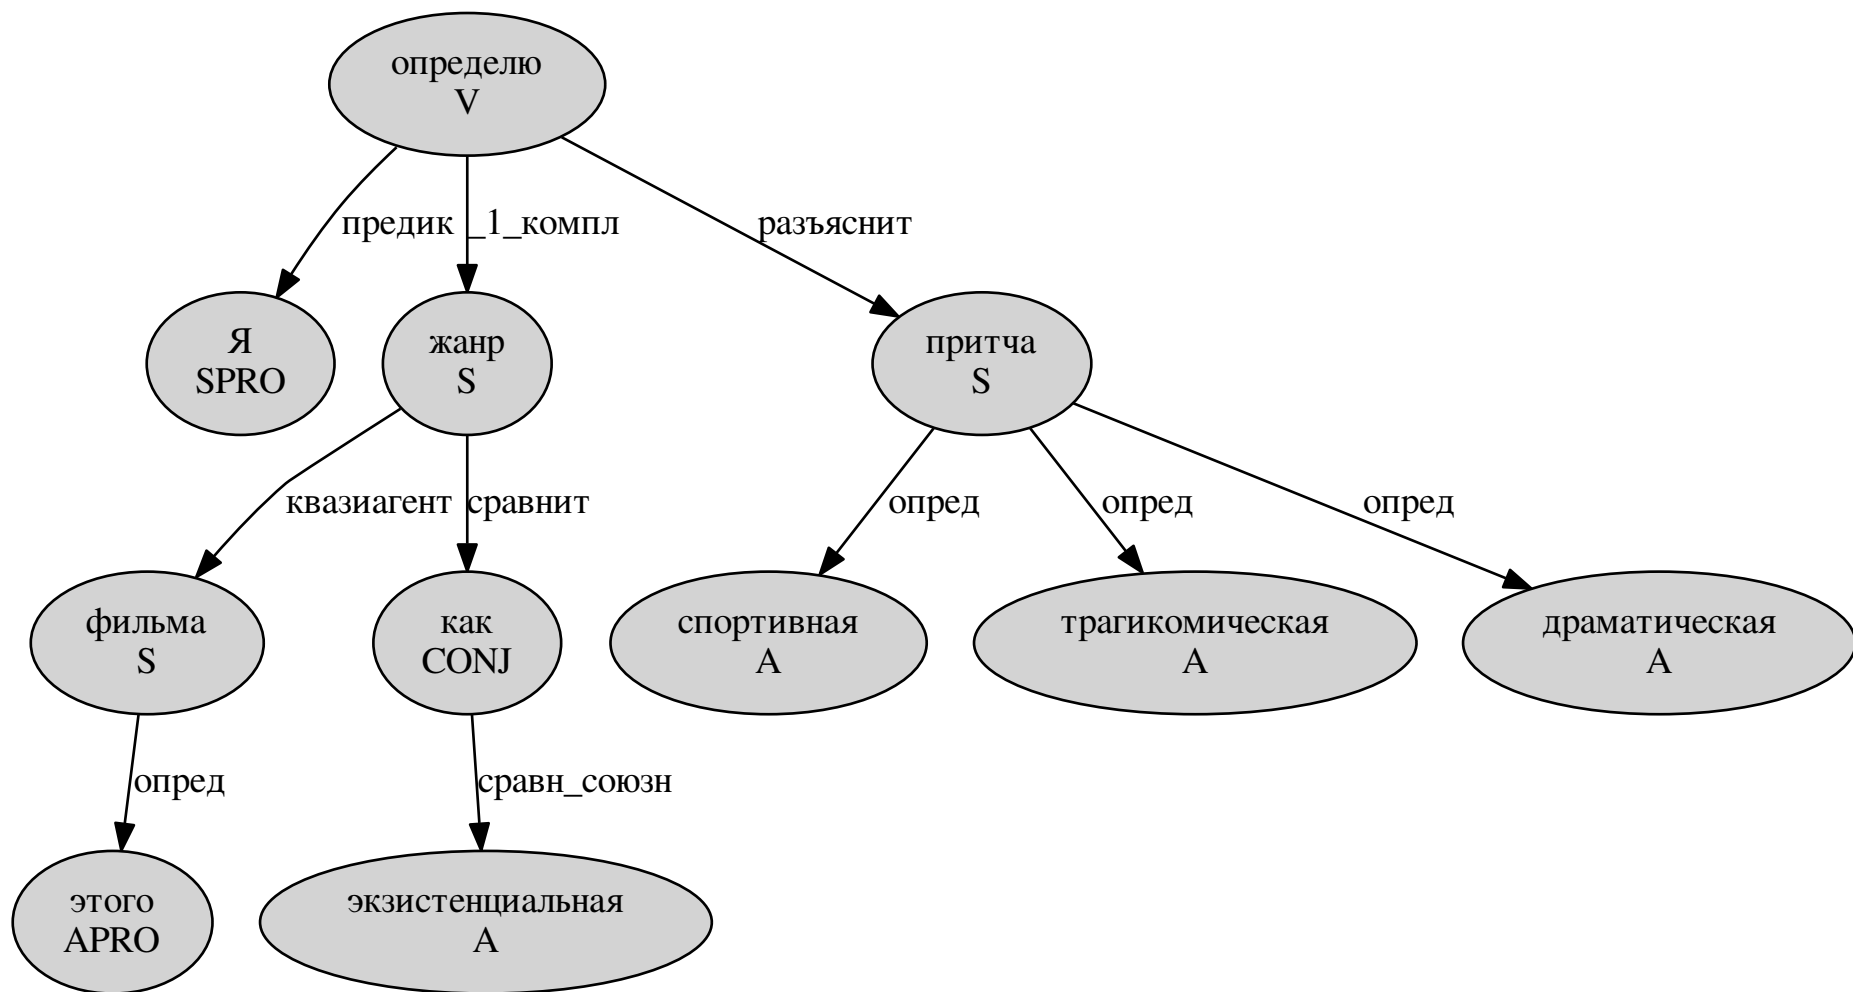 определю
V
предик
_1_компл
разъяснит
Я
SPRO
жанр
S
притча
S
квазиагент
сравнит
опред
опред
опред
фильма
S
как
CONJ
спортивная
A
трагикомическая
A
драматическая
A
опред
сравн_союзн
этого
APRO
экзистенциальная
A